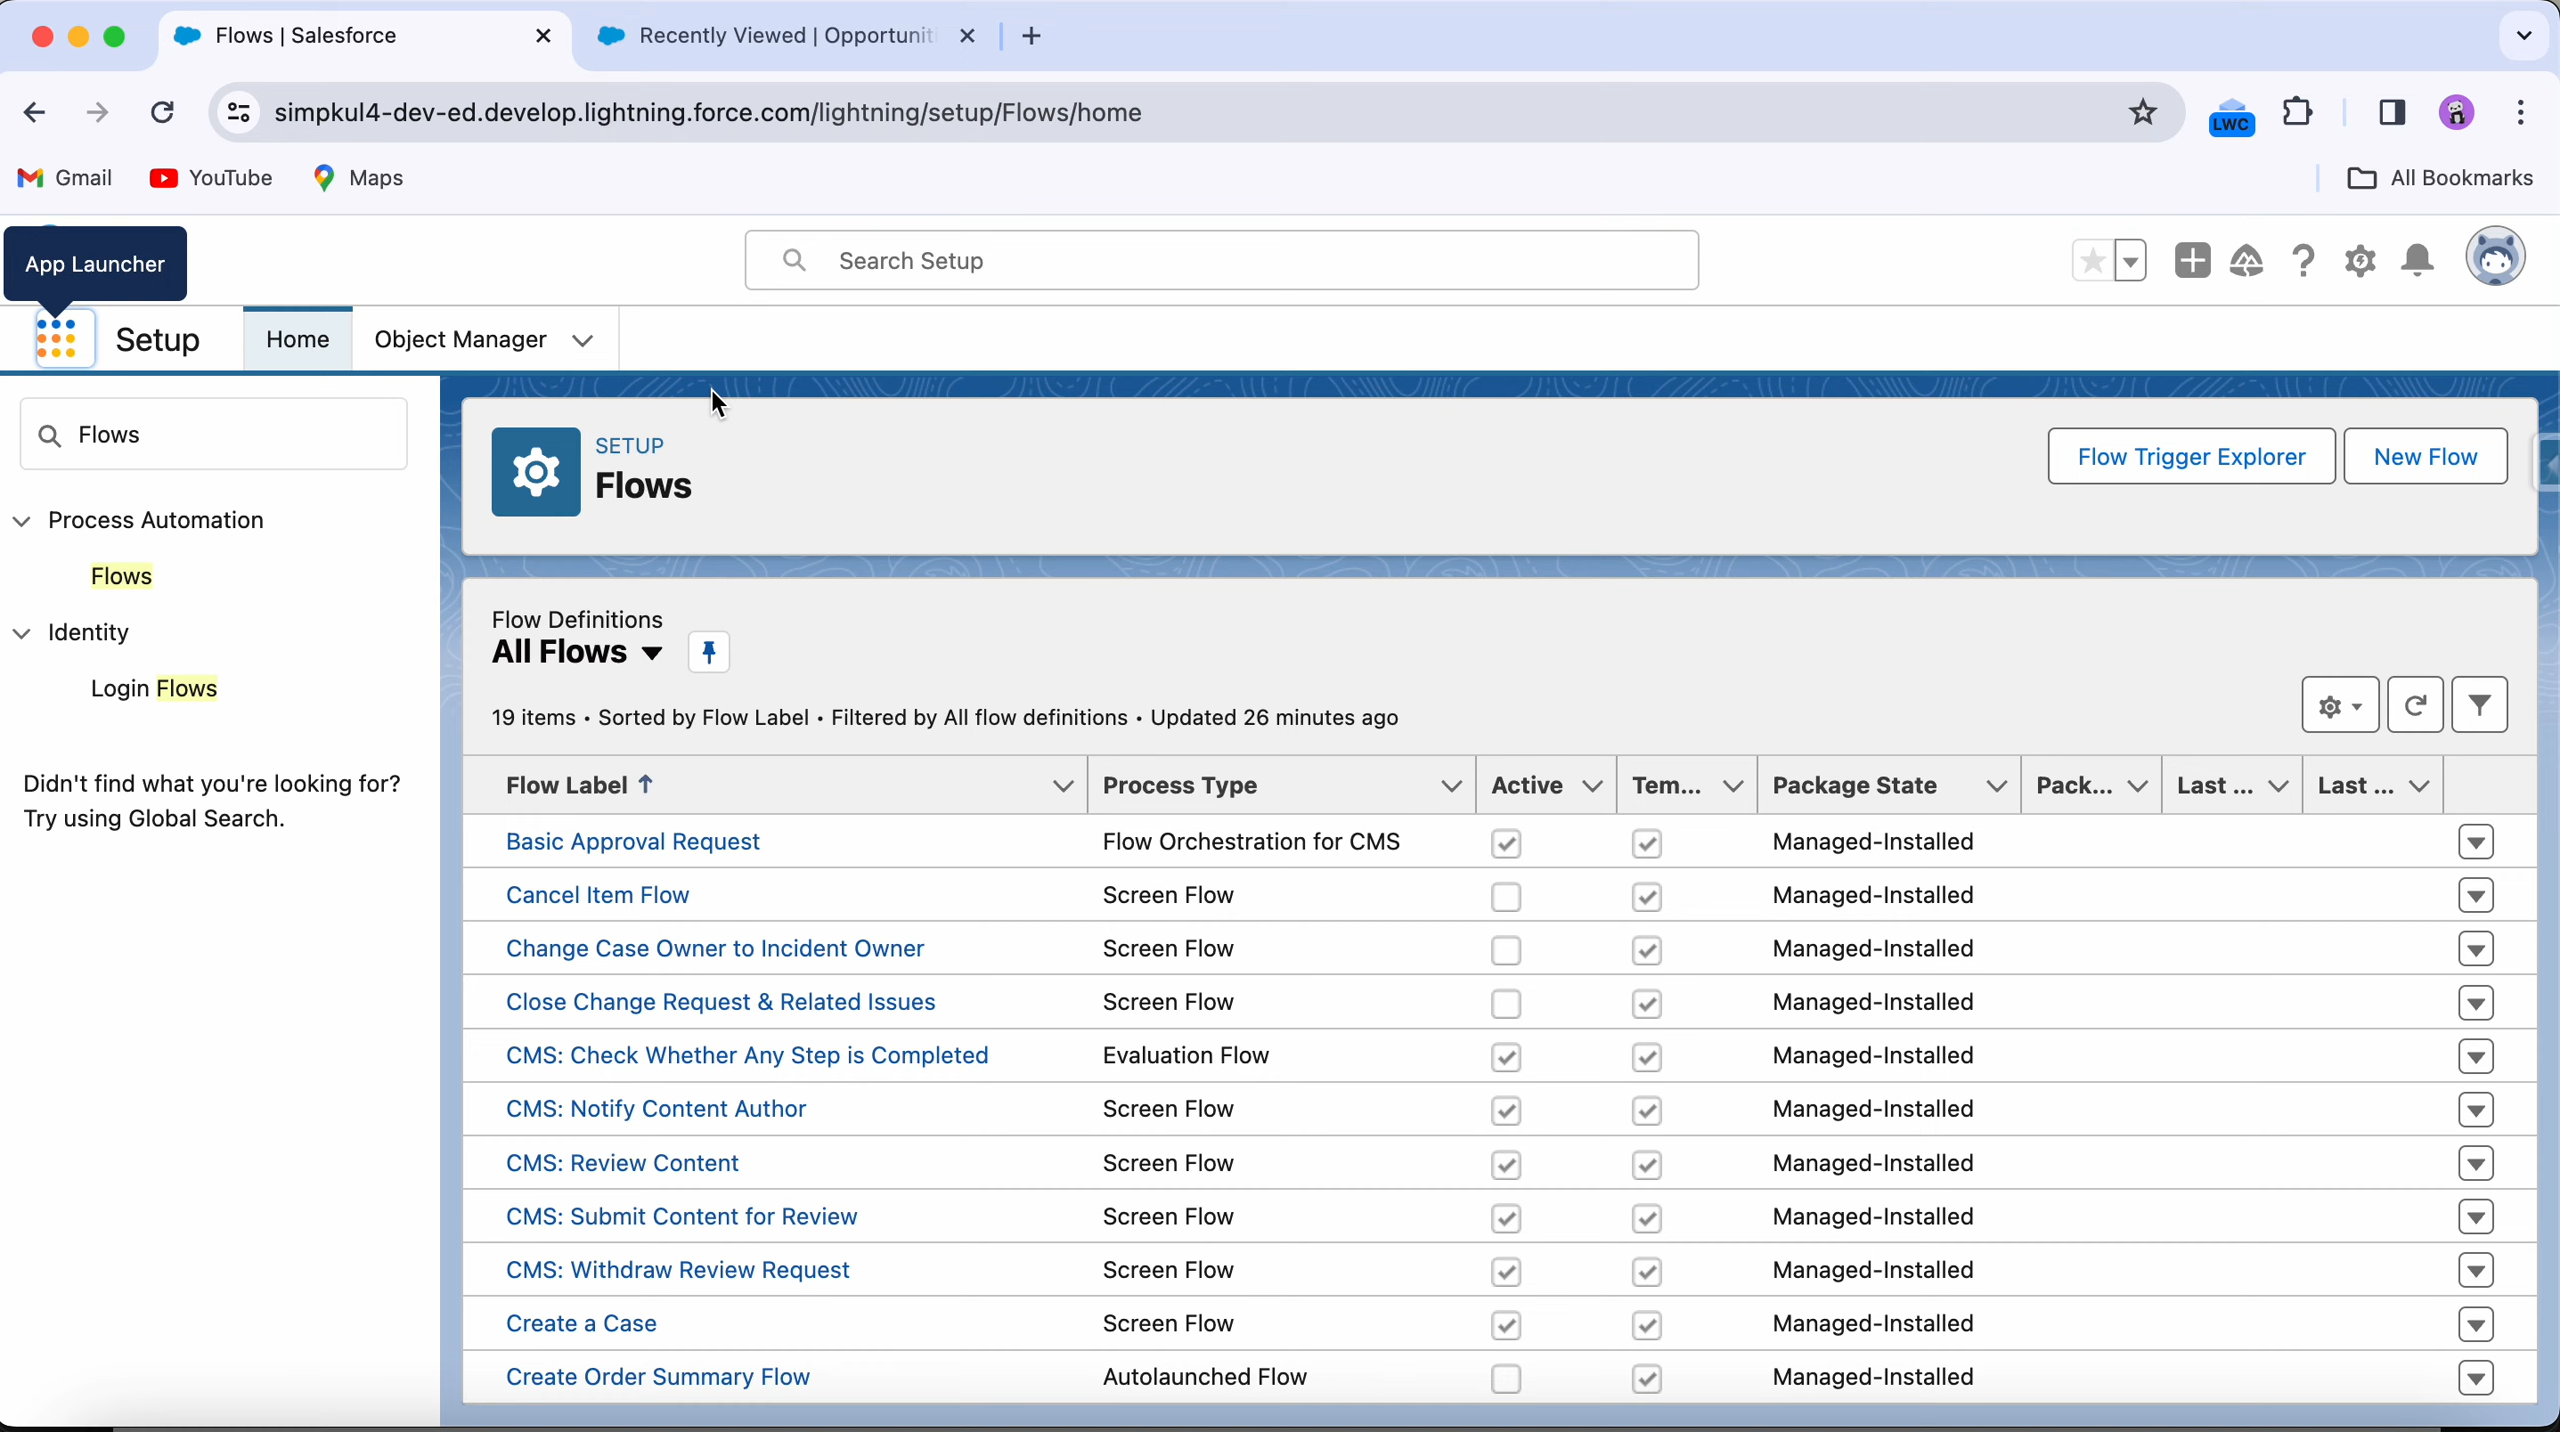 Flows | Salesforce
Recently Viewed | Opportunit
simpkul4-dev-ed.develop.lightning.force.com/lightning/setup/Flows/home
LWC
Gmail
YouTube
Maps
All Bookmarks
App Launcher
Search Setup
Setup
Home
Object Manager
Flows
Process Automation
Flows
Identity
Login Flows
Didn't find what you're looking for?
Try using Global Search.
SETUP
Flows
Flow Trigger Explorer
New Flow
Flow Definitions
All Flows
19 items • Sorted by Flow Label • Filtered by All flow definitions • Updated 26 minutes ago
Flow Label ↑ Process Type Active Tem... Package State Pack... Last ... Last ...
Basic Approval Request Flow Orchestration for CMS Managed-Installed
Cancel Item Flow Screen Flow Managed-Installed
Change Case Owner to Incident Owner Screen Flow Managed-Installed
Close Change Request & Related Issues Screen Flow Managed-Installed
CMS: Check Whether Any Step is Completed Evaluation Flow Managed-Installed
CMS: Notify Content Author Screen Flow Managed-Installed
CMS: Review Content Screen Flow Managed-Installed
CMS: Submit Content for Review Screen Flow Managed-Installed
CMS: Withdraw Review Request Screen Flow Managed-Installed
Create a Case Screen Flow Managed-Installed
Create Order Summary Flow Autolaunched Flow Managed-Installed